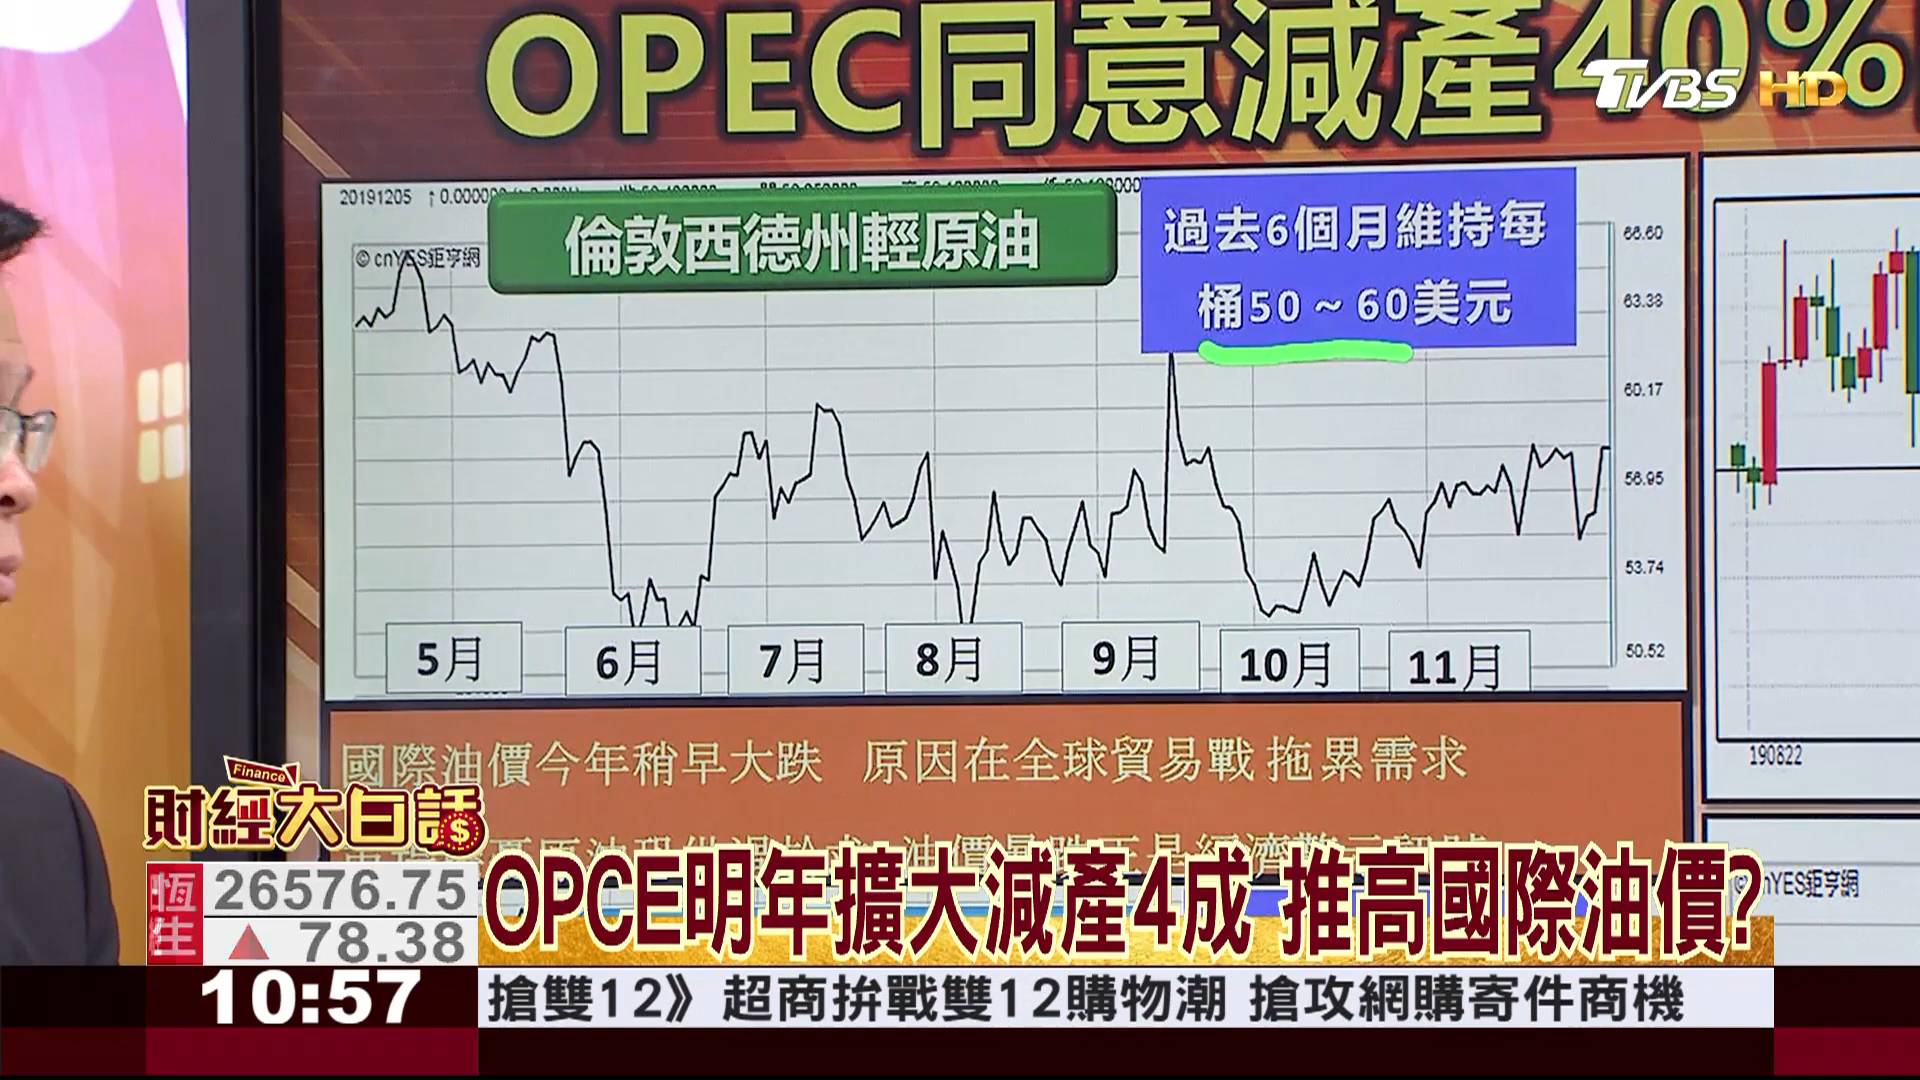 OPEC同意減產40%
TVBS HD
20191205
倫敦西德州輕原油
過去6個月維持每
桶50~60美元
© cnYES鉅亨網
66.60
63.38
60.17
56.95
53.74
50.52
5月
6月
7月
8月
9月
10月
11月
190822
國際油價今年稍早大跌 原因在全球貿易戰 拖累需求
Finance
財經大白話
OPCE明年擴大減產4成 推高國際油價?
nYES鉅亨網
恆生
26576.75
78.38
10:57
搶雙12》超商拚戰雙12購物潮 搶攻網購寄件商機